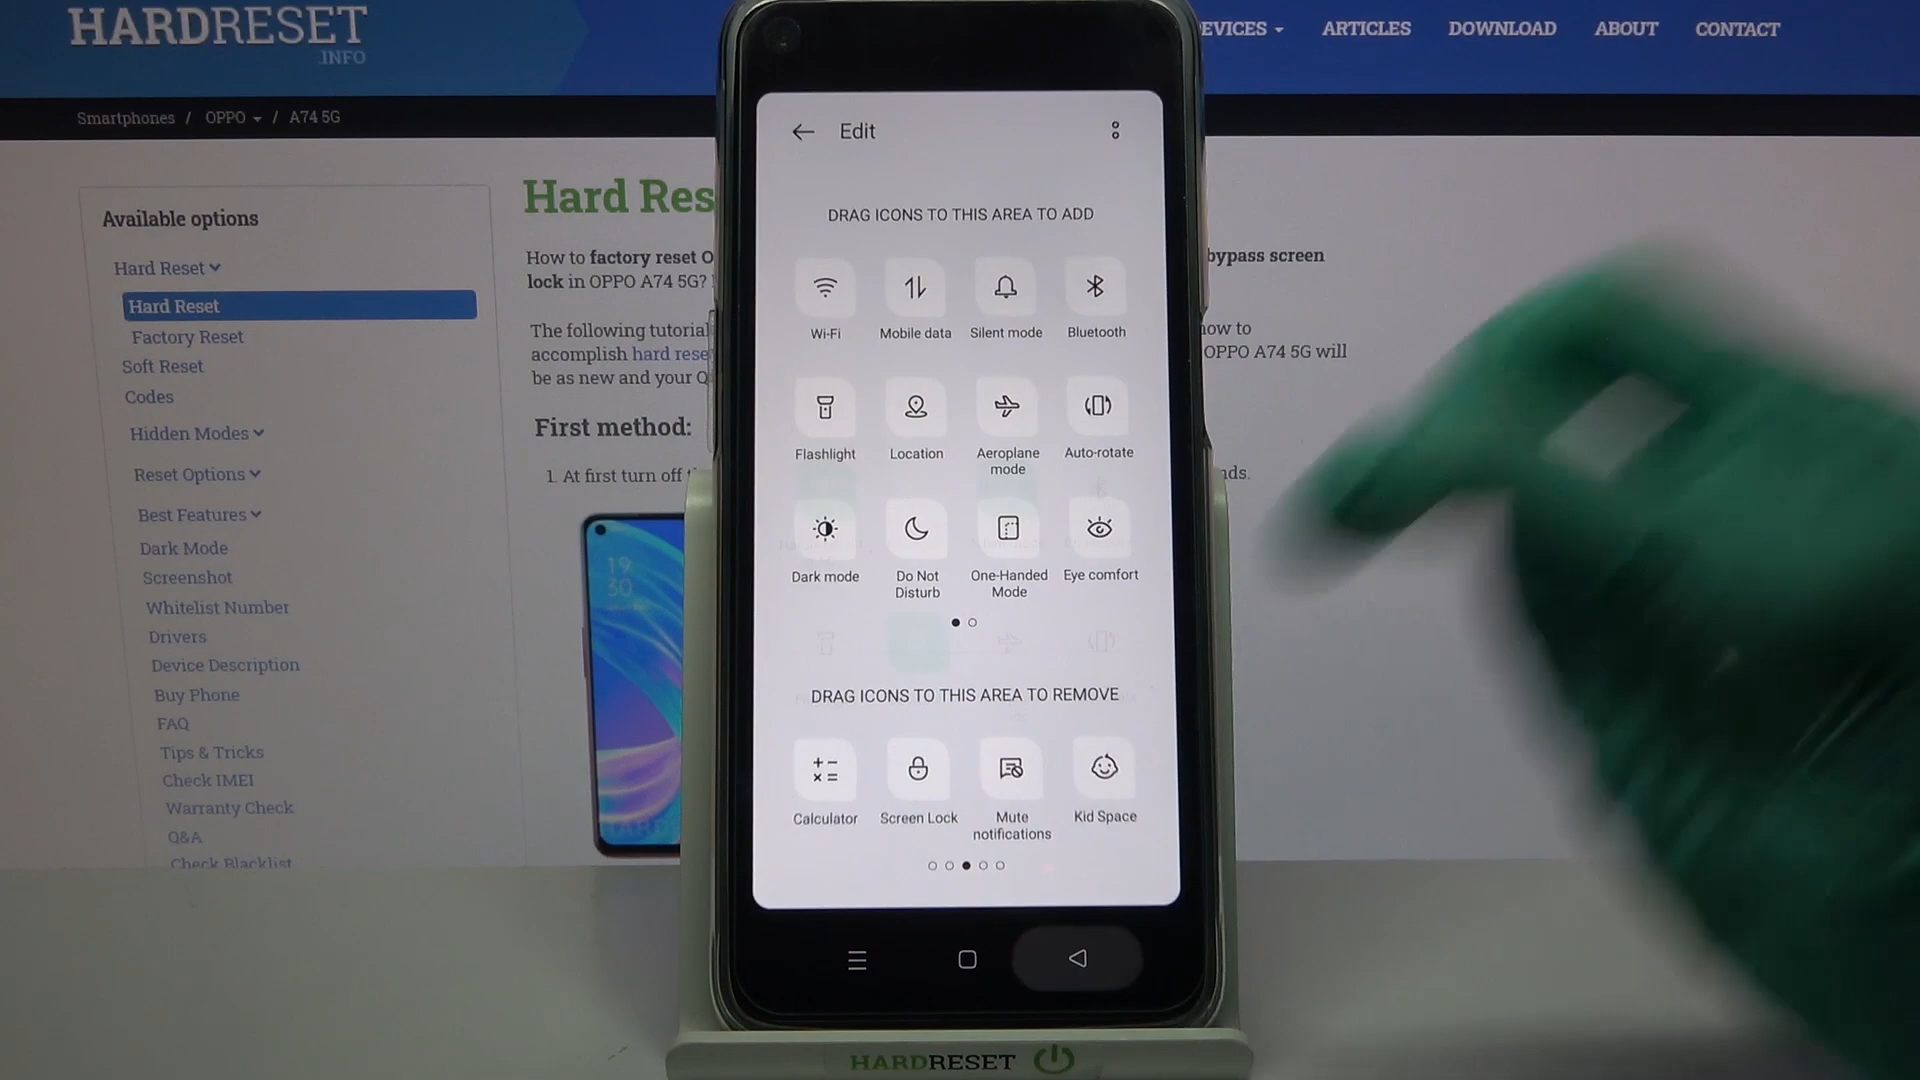 HARDRESET
.INFO
EVICES
ARTICLES
DOWNLOAD
ABOUT
CONTACT
Smartphones / OPPO / A74 5G
Available options
Hard Reset
Hard Reset
Factory Reset
Soft Reset
Codes
Hidden Modes
Reset Options
Best Features
Dark Mode
Screenshot
Whitelist Number
Drivers
Device Description
Buy Phone
FAQ
Tips & Tricks
Check IMEI
Warranty Check
Q&A
Check Blacklist
Hard Res
How to factory reset O
bypass screen
lock in OPPO A74 5G?
The following tutorial
how to
accomplish hard rese
OPPO A74 5G will
be as new and your
First method:
1. At first turn off
nds.
19
30
Edit
DRAG ICONS TO THIS AREA TO ADD
Wi-Fi
Mobile data
Silent mode
Bluetooth
Flashlight
Location
Aeroplane
mode
Auto-rotate
Dark mode
Do Not
Disturb
One-Handed
Mode
Eye comfort
DRAG ICONS TO THIS AREA TO REMOVE
Calculator
Screen Lock
Mute
notifications
Kid Space
HARDRESET